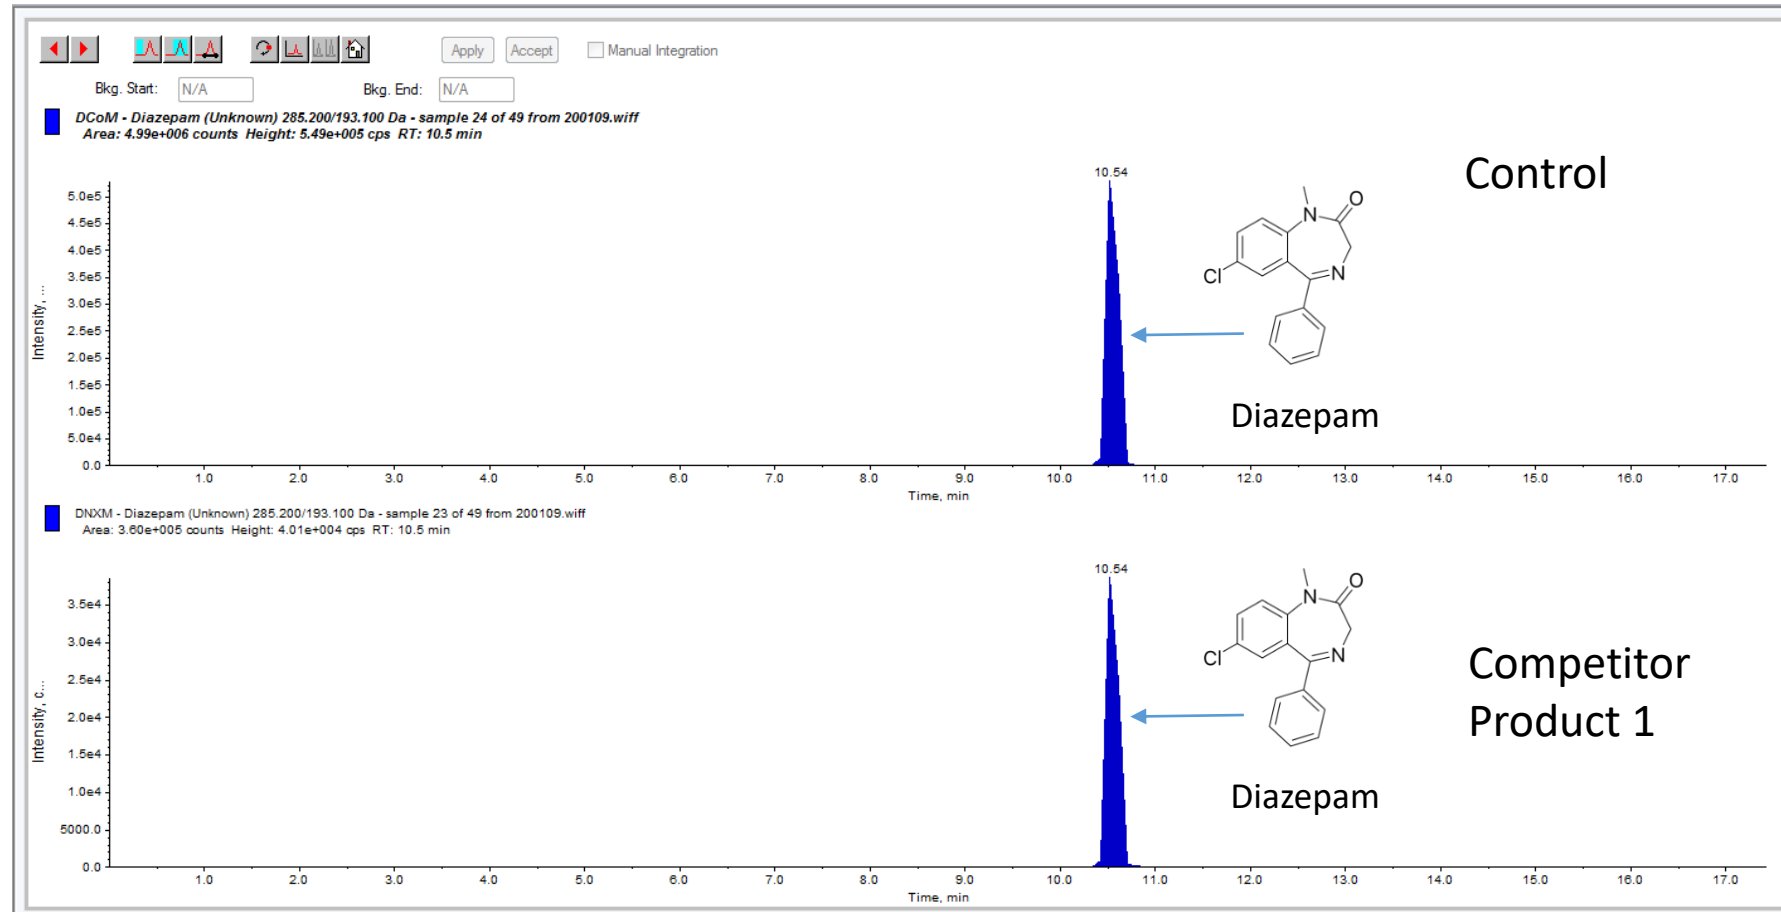 Apply Accept Manual Integration
Bkg. Start: N/A Bkg. End: N/A
DCoM - Diazepam (Unknown) 285.200/193.100 Da - sample 24 of 49 from 200109.wiff
Area: 4.99e+006 counts Height: 5.49e+005 cps RT: 10.5 min
Control
10.54
5.0e5
4.5e5
4.0e5
3.5e5
3.0e5
2.5e5
2.0e5
1.5e5
1.0e5
5.0e4
0.0
Intensity, ...
N
O
Cl
N
Diazepam
1.0 2.0 3.0 4.0 5.0 6.0 7.0 8.0 9.0 10.0 11.0 12.0 13.0 14.0 15.0 16.0 17.0
Time, min
DNXM - Diazepam (Unknown) 285.200/193.100 Da - sample 23 of 49 from 200109.wiff
Area: 3.60e+005 counts Height: 4.01e+004 cps RT: 10.5 min
10.54
3.5e4
3.0e4
2.5e4
2.0e4
1.5e4
1.0e4
5000.0
0.0
Intensity, c...
N
O
Cl
N
Competitor
Product 1
Diazepam
1.0 2.0 3.0 4.0 5.0 6.0 7.0 8.0 9.0 10.0 11.0 12.0 13.0 14.0 15.0 16.0 17.0
Time, min